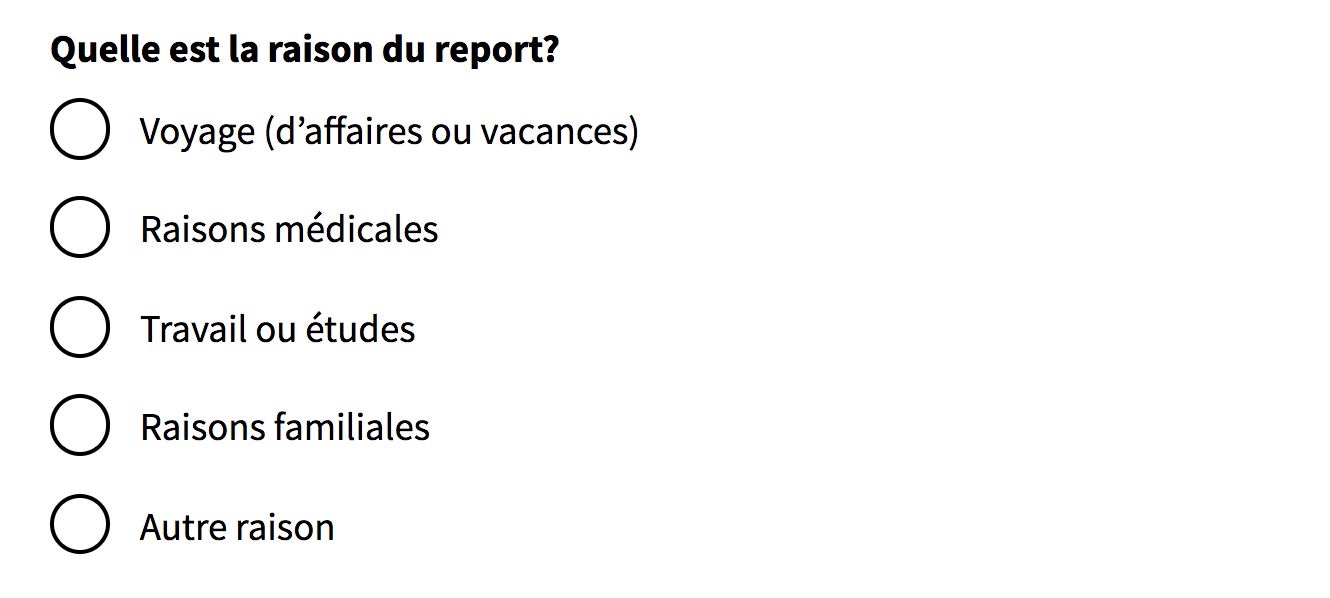 Quelle est la raison du report?
Voyage (d’affaires ou vacances)
Raisons médicales
Travail ou études
Raisons familiales
Autre raison